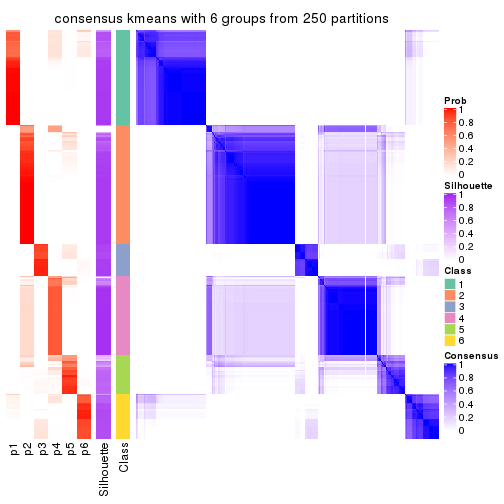 consensus kmeans with 6 groups from 250 partitions
Prob
1
0.8
0.6
0.4
0.2
0
Silhouette
1
0.8
0.6
0.4
0.2
0
Class
1
2
3
4
5
6
Consensus
1
0.8
0.6
0.4
0.2
0
p1
p2
p3
p4
p5
p6
Silhouette
Class